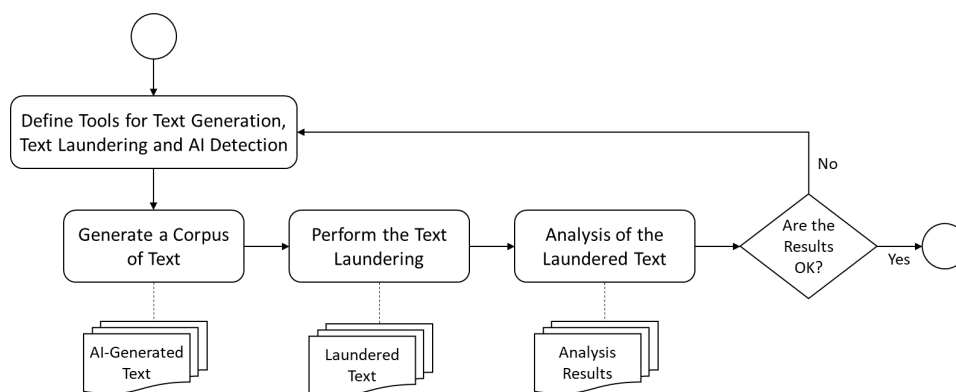 Define Tools for Text Generation,
Text Laundering and AI Detection
No
Generate a Corpus
of Text
Perform the Text
Laundering
Analysis of the
Laundered Text
Are the
Results
OK?
Yes
AI-Generated
Text
Laundered
Text
Analysis
Results